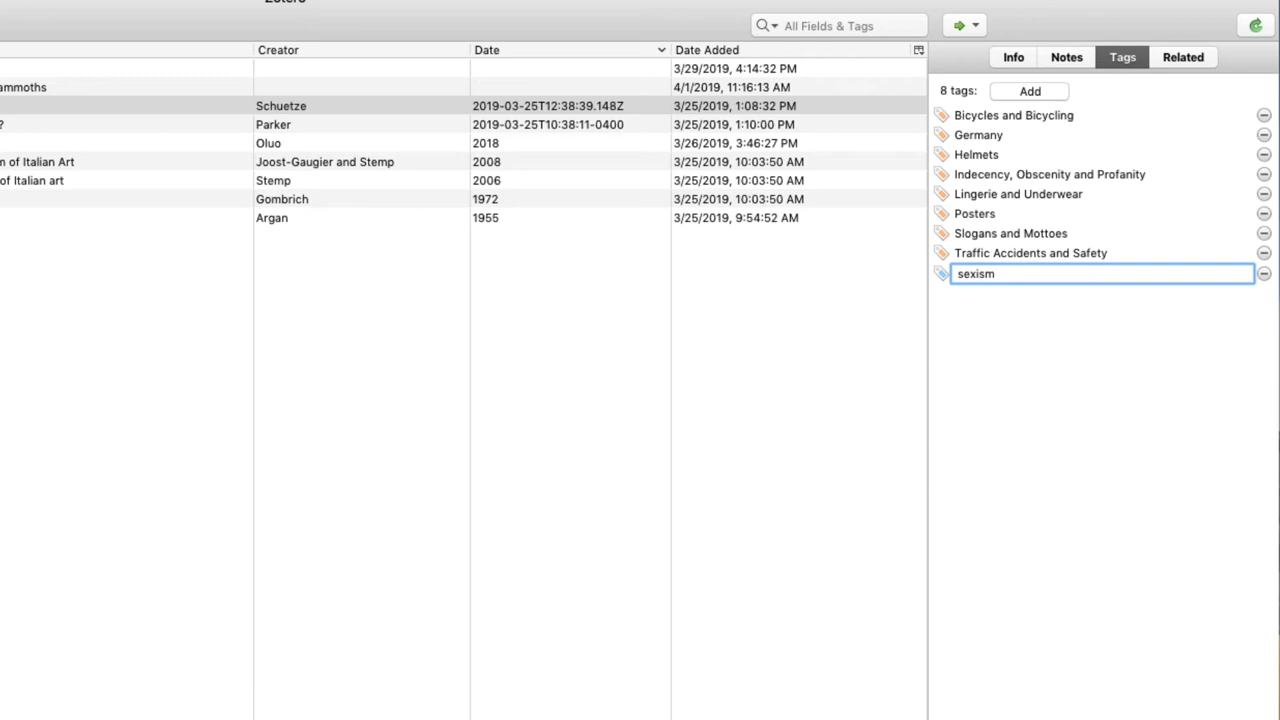 All Fields & Tags
Creator Date Date Added
Info Notes Tags Related
3/29/2019, 4:14:32 PM
ammoths 4/1/2019, 11:16:13 AM
Schuetze 2019-03-25T12:38:39.148Z 3/25/2019, 1:08:32 PM
? Parker 2019-03-25T10:38:11-0400 3/25/2019, 1:10:00 PM
Oluo 2018 3/26/2019, 3:46:27 PM
m of Italian Art Joost-Gaugier and Stemp 2008 3/25/2019, 10:03:50 AM
of Italian art Stemp 2006 3/25/2019, 10:03:50 AM
Gombrich 1972 3/25/2019, 10:03:50 AM
Argan 1955 3/25/2019, 9:54:52 AM
8 tags: Add
Bicycles and Bicycling
Germany
Helmets
Indecency, Obscenity and Profanity
Lingerie and Underwear
Posters
Slogans and Mottoes
Traffic Accidents and Safety
sexism